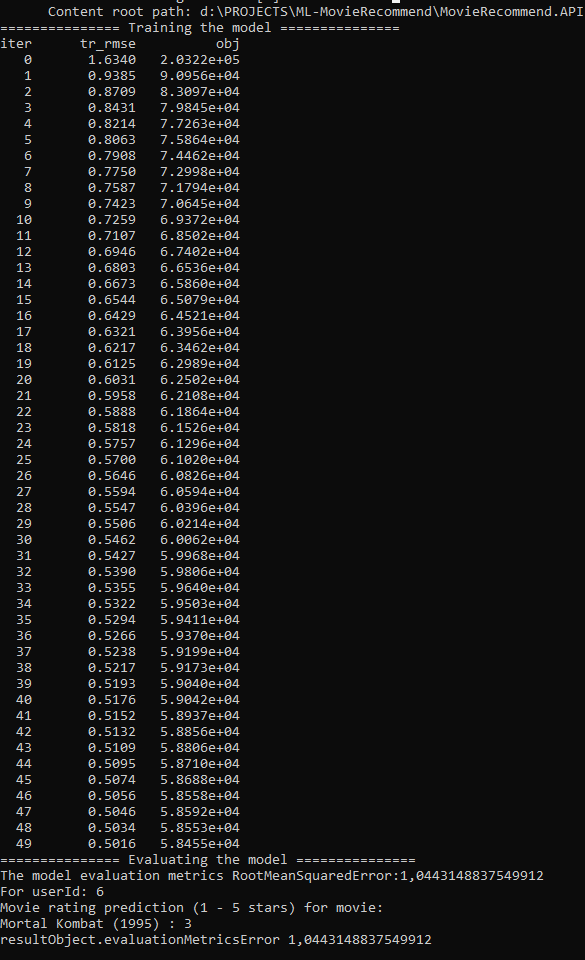 Content root path: d:\PROJECTS\ML-MovieRecommend\MovieRecommend.API
=============== Training the model ===============
iter tr_rmse obj
0 1.6340 2.0322e+05
1 0.9385 9.0956e+04
2 0.8709 8.3097e+04
3 0.8431 7.9845e+04
4 0.8214 7.7263e+04
5 0.8063 7.5864e+04
6 0.7908 7.4462e+04
7 0.7750 7.2998e+04
8 0.7587 7.1794e+04
9 0.7423 7.0645e+04
10 0.7259 6.9372e+04
11 0.7107 6.8502e+04
12 0.6946 6.7402e+04
13 0.6803 6.6536e+04
14 0.6673 6.5860e+04
15 0.6544 6.5079e+04
16 0.6429 6.4521e+04
17 0.6321 6.3956e+04
18 0.6217 6.3462e+04
19 0.6125 6.2989e+04
20 0.6031 6.2502e+04
21 0.5958 6.2108e+04
22 0.5888 6.1864e+04
23 0.5818 6.1526e+04
24 0.5757 6.1296e+04
25 0.5700 6.1020e+04
26 0.5646 6.0826e+04
27 0.5594 6.0594e+04
28 0.5547 6.0396e+04
29 0.5506 6.0214e+04
30 0.5462 6.0062e+04
31 0.5427 5.9968e+04
32 0.5390 5.9806e+04
33 0.5355 5.9640e+04
34 0.5322 5.9503e+04
35 0.5294 5.9411e+04
36 0.5266 5.9370e+04
37 0.5238 5.9199e+04
38 0.5217 5.9173e+04
39 0.5193 5.9040e+04
40 0.5176 5.9042e+04
41 0.5152 5.8937e+04
42 0.5132 5.8856e+04
43 0.5109 5.8806e+04
44 0.5095 5.8710e+04
45 0.5074 5.8688e+04
46 0.5056 5.8558e+04
47 0.5046 5.8592e+04
48 0.5034 5.8553e+04
49 0.5016 5.8455e+04
=============== Evaluating the model ===============
The model evaluation metrics RootMeanSquaredError:1,0443148837549912
For userId: 6
Movie rating prediction (1 - 5 stars) for movie:
Mortal Kombat (1995) : 3
resultObject.evaluationMetricsError 1,0443148837549912